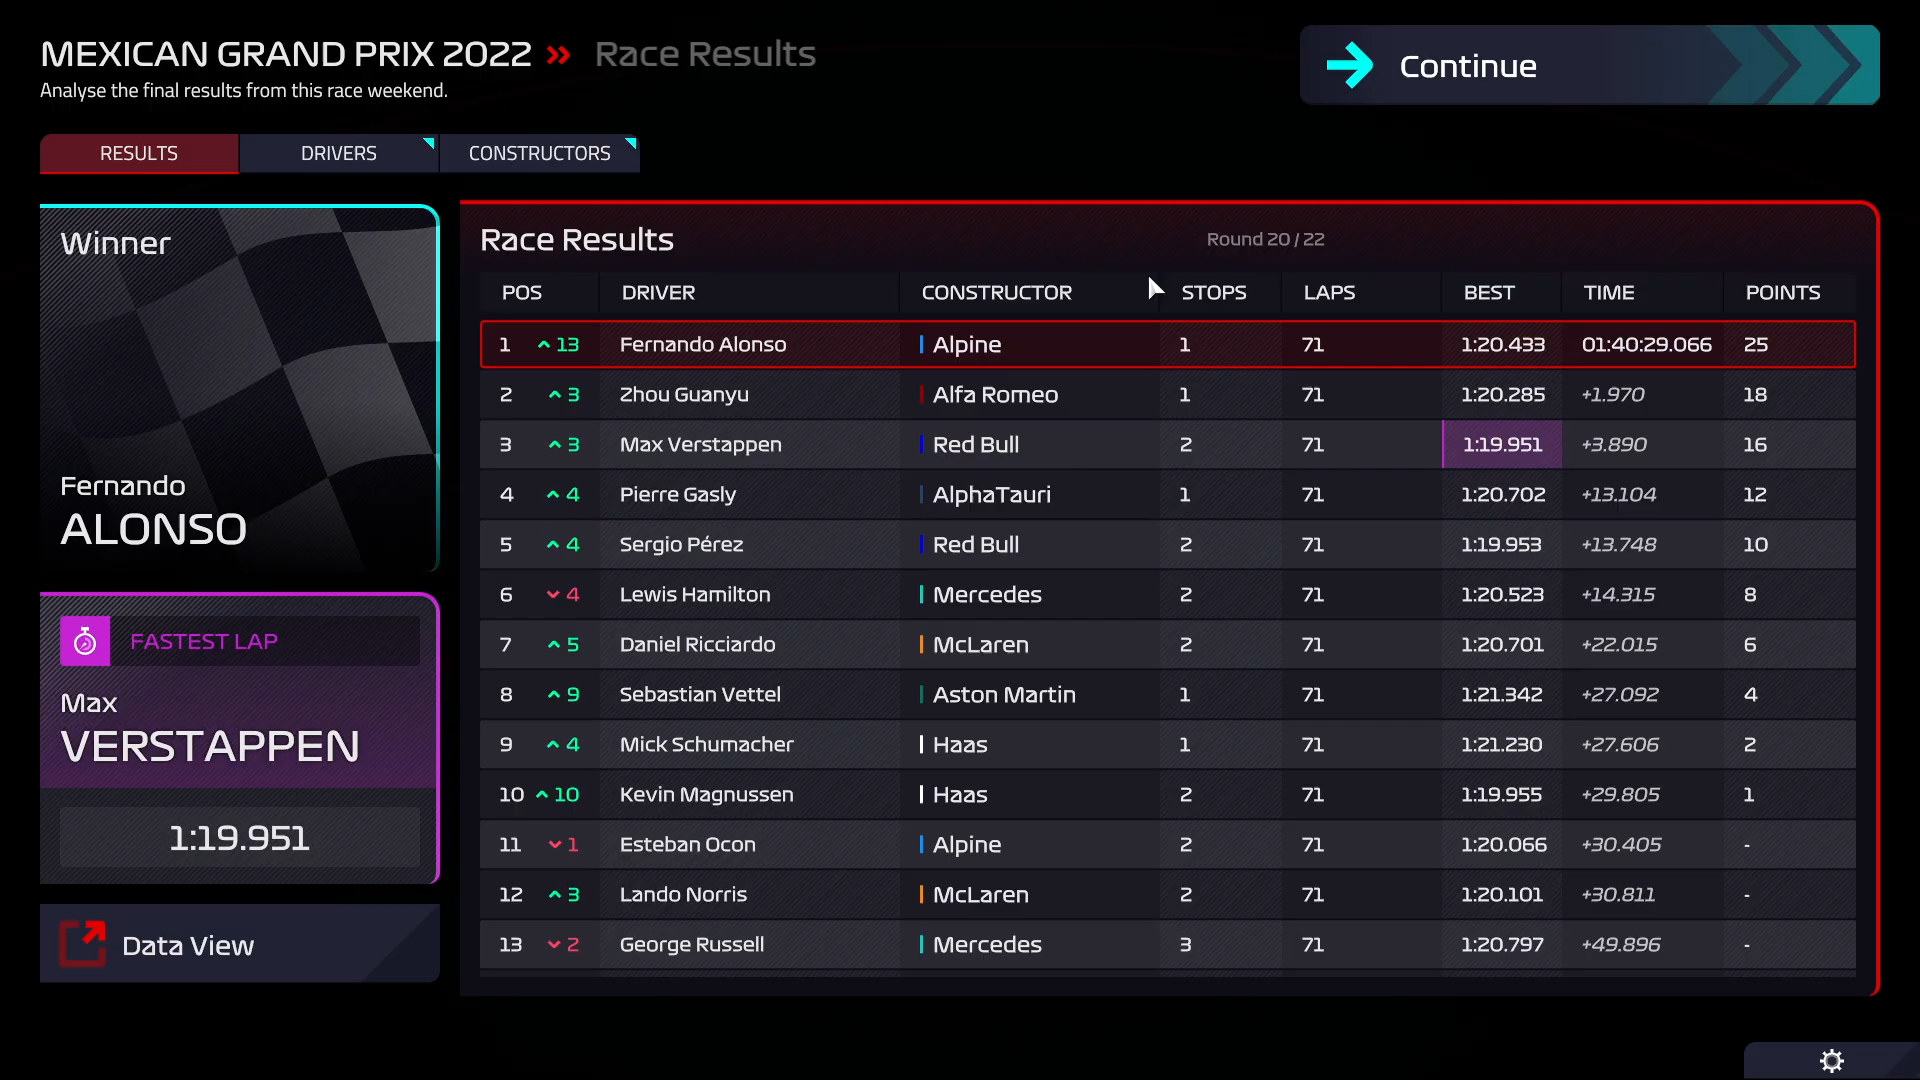 MEXICAN GRAND PRIX 2022 Race Results
Analyse the final results from this race weekend.
Continue
RESULTS DRIVERS CONSTRUCTORS
Winner
Fernando
ALONSO
FASTEST LAP
Max
VERSTAPPEN
1:19.951
Data View
Race Results Round 20 / 22
POS DRIVER CONSTRUCTOR STOPS LAPS BEST TIME POINTS
1 13 Fernando Alonso Alpine 1 71 1:20.433 01:40:29.066 25
2 3 Zhou Guanyu Alfa Romeo 1 71 1:20.285 +1.970 18
3 3 Max Verstappen Red Bull 2 71 1:19.951 +3.890 16
4 4 Pierre Gasly AlphaTauri 1 71 1:20.702 +13.104 12
5 4 Sergio Pérez Red Bull 2 71 1:19.953 +13.748 10
6 4 Lewis Hamilton Mercedes 2 71 1:20.523 +14.315 8
7 5 Daniel Ricciardo McLaren 2 71 1:20.701 +22.015 6
8 9 Sebastian Vettel Aston Martin 1 71 1:21.342 +27.092 4
9 4 Mick Schumacher Haas 1 71 1:21.230 +27.606 2
10 10 Kevin Magnussen Haas 2 71 1:19.955 +29.805 1
11 1 Esteban Ocon Alpine 2 71 1:20.066 +30.405 -
12 3 Lando Norris McLaren 2 71 1:20.101 +30.811 -
13 2 George Russell Mercedes 3 71 1:20.797 +49.896 -